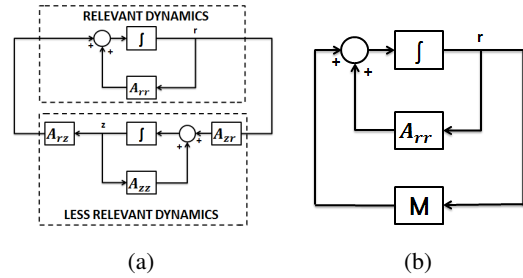 RELEVANT DYNAMICS
r
+
+
∫
A_rr
A_rz
z
∫
+
+
A_zr
A_zz
LESS RELEVANT DYNAMICS
(a)
r
+
+
∫
A_rr
M
(b)